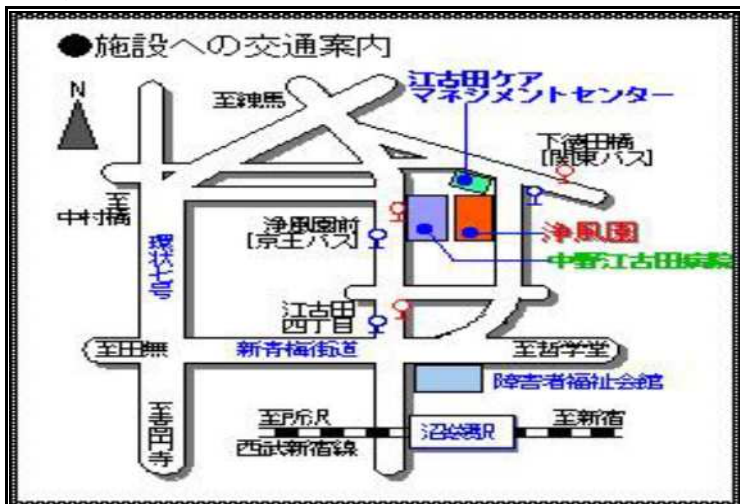 ●施設への交通案内
N
至練馬
江古田ケア
マネジメントセンター
下徳田橋
[関東バス]
至
中村橋
環状七号
浄風園前
[京王バス]
浄風園
中野江古田病院
江古田
四丁目
至田無
新青梅街道
至哲学堂
障害者福祉会館
至高円寺
至所沢
西武新宿線
沼袋駅
至新宿